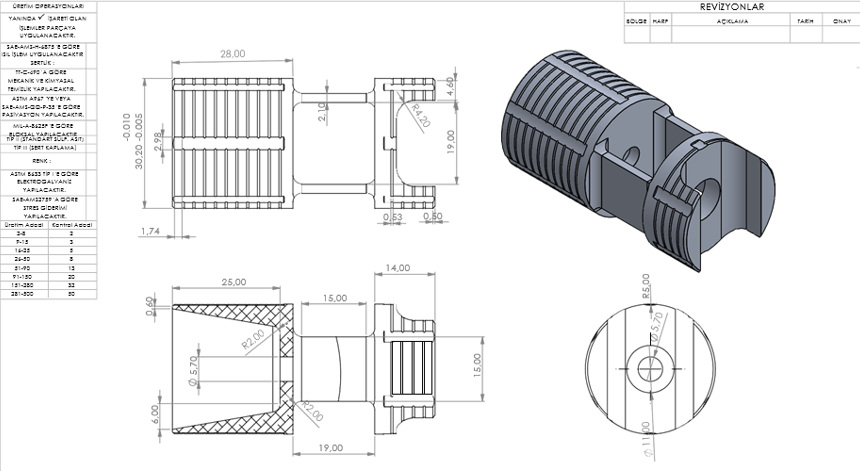 ÜRETİM OPERASYONLARI
YANINDA ✓ İŞARETİ OLAN
İŞLEMLER PARÇAYA
UYGULANACAKTIR.
SAE-AMS-H-6875'E GÖRE
ISIL İŞLEM UYGULANACAKTIR
SERTLİK :
TT-C-490'A GÖRE
MEKANİK VE KİMYASAL
TEMİZLİK YAPILACAKTIR.
ASTM A967'YE VEYA
SAE-AMS-QQ-P-35'E GÖRE
PASİVASYON YAPILACAKTIR.
MIL-A-8625F'E GÖRE
ELOKSAL YAPILACAKTIR
TİP II (STANDART SÜLF. ASİT)
TİP III (SERT KAPLAMA)
RENK :
ASTM B633 TİP I'E GÖRE
ELEKTROGALVANİZ
YAPILACAKTIR.
SAE-AMS2759'A GÖRE
STRES GİDERİMİ
YAPILACAKTIR.
Üretim Adedi Kontrol Adedi
2-8 2
9-15 3
16-25 5
26-50 8
51-90 13
91-150 20
151-280 32
281-500 50
REVİZYONLAR
BÖLGE HARF AÇIKLAMA TARİH ONAY
28,00
2,10
R4,20
4,60
19,00
-0.010
30,20 -0.005
2,98
1,74
0,53
0,50
25,00
0,60
R2,00
Ø 5,70
6,00
R2,00
15,00
14,00
15,00
19,00
R5,00
Ø 5,70
Ø 11,00